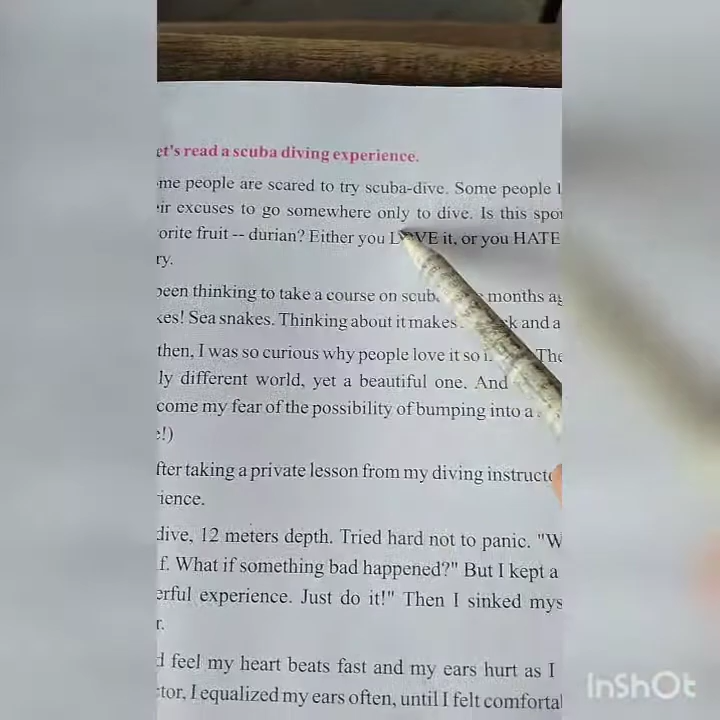 et's read a scuba diving experience.
me people are scared to try scuba-dive. Some people l
eir excuses to go somewhere only to dive. Is this spor
orite fruit -- durian? Either you LOVE it, or you HATE
ry.
been thinking to take a course on scub months ag
kes! Sea snakes. Thinking about it makes k and a
then, I was so curious why people love it so The
ly different world, yet a beautiful one. And
come my fear of the possibility of bumping into a
e!)
fter taking a private lesson from my diving instructo
ience.
dive, 12 meters depth. Tried hard not to panic. "W
f. What if something bad happened?" But I kept a
erful experience. Just do it!" Then I sinked mys
r.
d feel my heart beats fast and my ears hurt as I
ctor, I equalized my ears often, until I felt comforta
InShOt